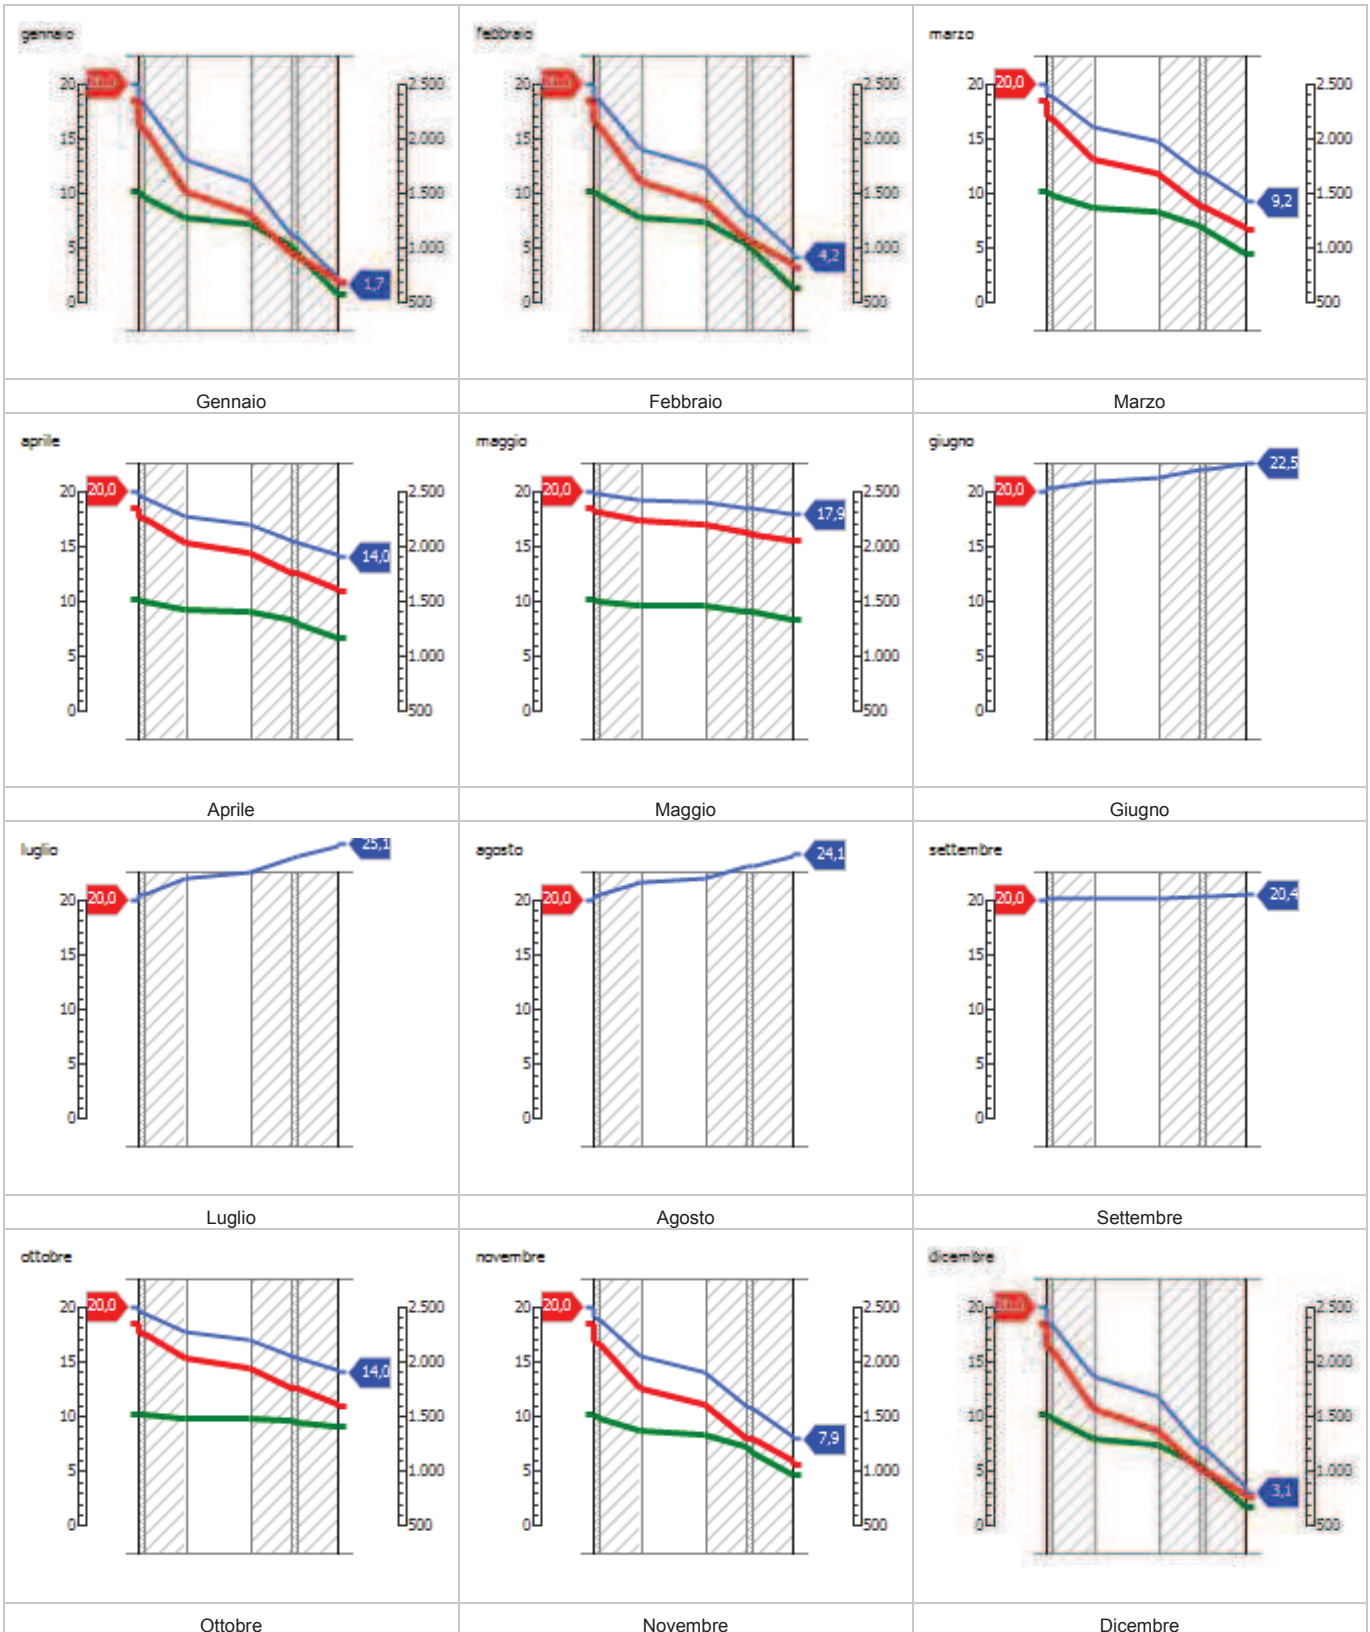 gennaio
20 20,0 2.500
15 2.000
10 1.500
5 1.000
1,7
0 500
Gennaio
febbraio
20 20,0 2.500
15 2.000
10 1.500
5 4,2 1.000
0 500
Febbraio
marzo
20 20,0 2.500
15 2.000
10 9,2 1.500
5 1.000
0 500
Marzo
aprile
20 20,0 2.500
15 14,0 2.000
10 1.500
5 1.000
0 500
Aprile
maggio
20 20,0 2.500
17,9
15 2.000
10 1.500
5 1.000
0 500
Maggio
giugno
22,5
20 20,0
15
10
5
0
Giugno
luglio
25,1
20 20,0
15
10
5
0
Luglio
agosto
24,1
20 20,0
15
10
5
0
Agosto
settembre
20 20,0 20,4
15
10
5
0
Settembre
ottobre
20 20,0 2.500
15 14,0 2.000
10 1.500
5 1.000
0 500
Ottobre
novembre
20 20,0 2.500
15 2.000
10 1.500
7,9
5 1.000
0 500
Novembre
dicembre
20 20,0 2.500
15 2.000
10 1.500
5 1.000
3,1
0 500
Dicembre